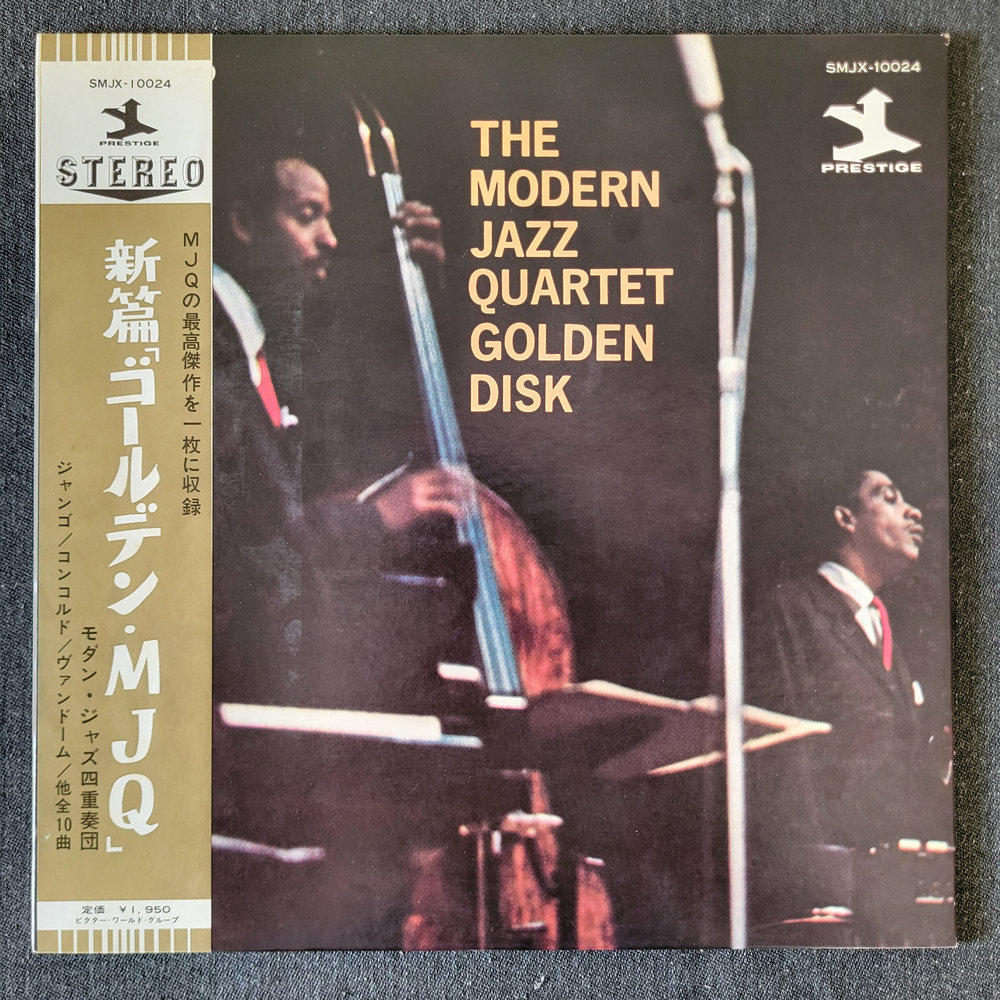 SMJX-10024
PRESTIGE
STEREO
MJQの最高傑作を一枚に収録
新篇「ゴールデン・MJQ」
モダン・ジャズ四重奏団
ジャンゴ/コンコルド/ヴァンドーム/他全10曲
定価 ¥1,950
ビクター・ワールド・グループ
THE
MODERN
JAZZ
QUARTET
GOLDEN
DISK
SMJX-10024
PRESTIGE